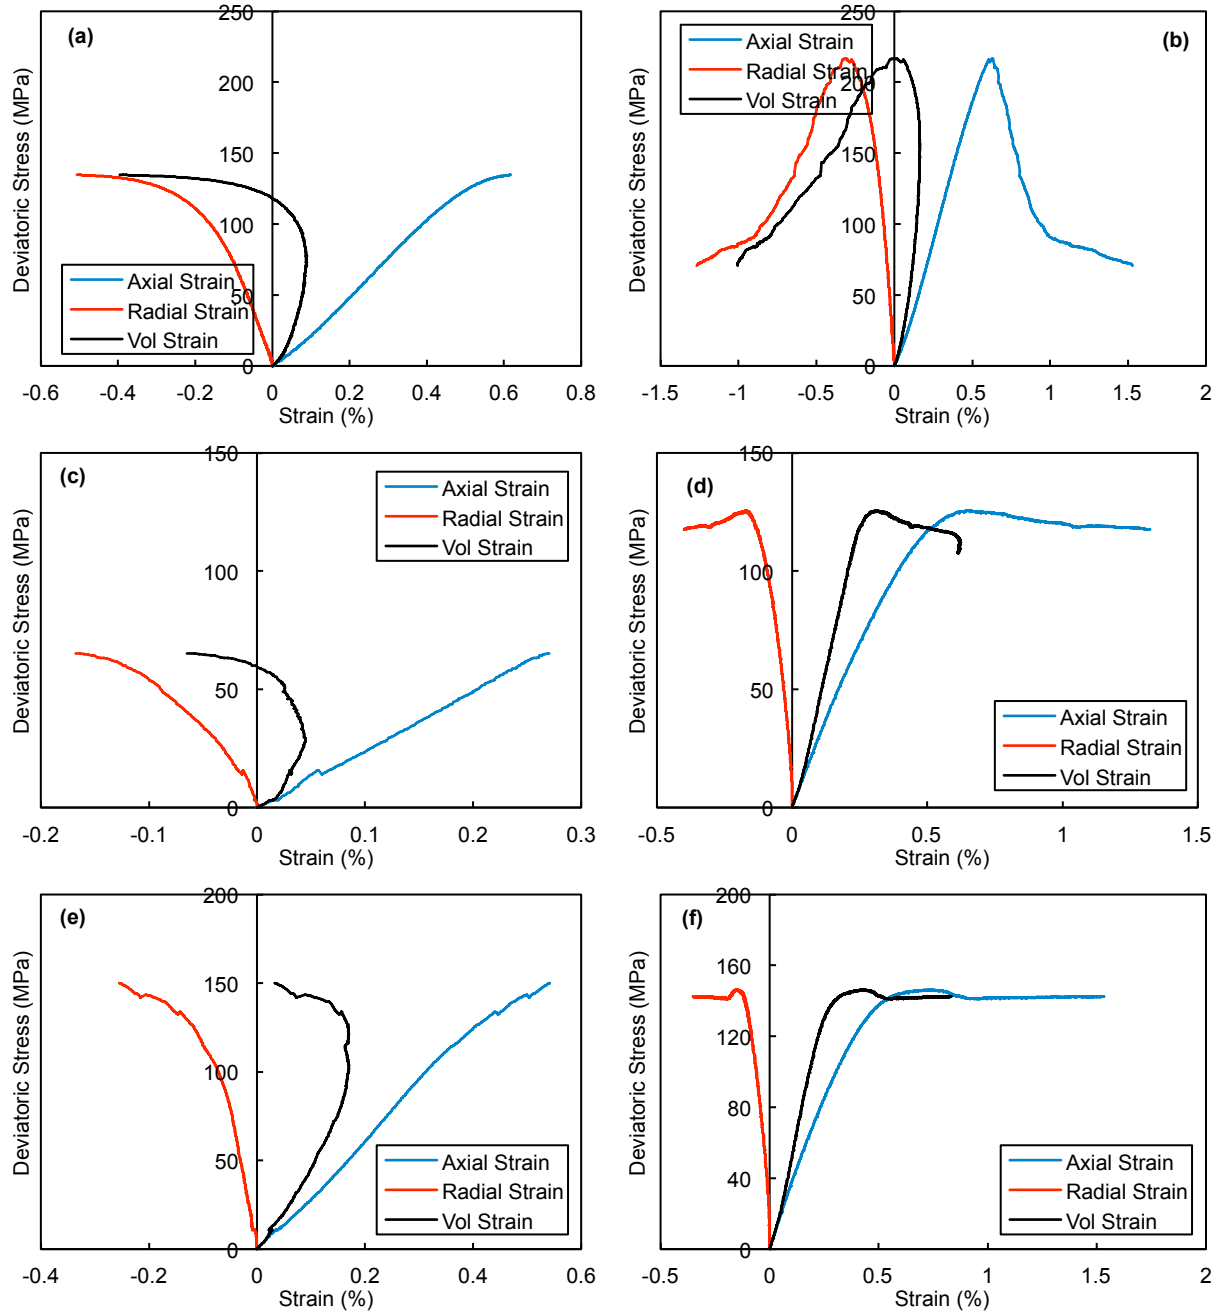 (a)
Deviatoric Stress (MPa)
250
200
150
100
50
0
Axial Strain
Radial Strain
Vol Strain
-0.6 -0.4 -0.2 0 0.2 0.4 0.6 0.8
Strain (%)
(b)
Deviatoric Stress (MPa)
250
200
150
100
50
0
Axial Strain
Radial Strain
Vol Strain
-1.5 -1 -0.5 0 0.5 1 1.5 2
Strain (%)
(c)
Deviatoric Stress (MPa)
150
100
50
0
Axial Strain
Radial Strain
Vol Strain
-0.2 -0.1 0 0.1 0.2 0.3
Strain (%)
(d)
Deviatoric Stress (MPa)
150
100
50
0
Axial Strain
Radial Strain
Vol Strain
-0.5 0 0.5 1 1.5
Strain (%)
(e)
Deviatoric Stress (MPa)
200
150
100
50
0
Axial Strain
Radial Strain
Vol Strain
-0.4 -0.2 0 0.2 0.4 0.6
Strain (%)
(f)
Deviatoric Stress (MPa)
200
160
120
80
40
0
Axial Strain
Radial Strain
Vol Strain
-0.5 0 0.5 1 1.5 2
Strain (%)